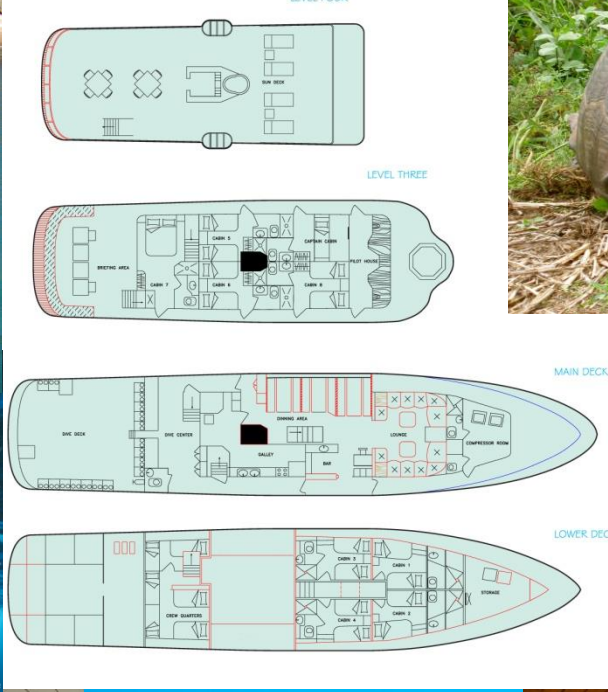 SUN DECK
LEVEL THREE
CABIN 5
CAPTAIN CABIN
BRIEFING AREA
PILOT HOUSE
CABIN 7
CABIN 6
CABIN 8
MAIN DECK
DINNING AREA
DIVE DECK
DIVE CENTER
LOUNGE
COMPRESSOR ROOM
GALLEY
BAR
LOWER DEC
CABIN 3
CABIN 1
STORAGE
CREW QUARTERS
CABIN 4
CABIN 2